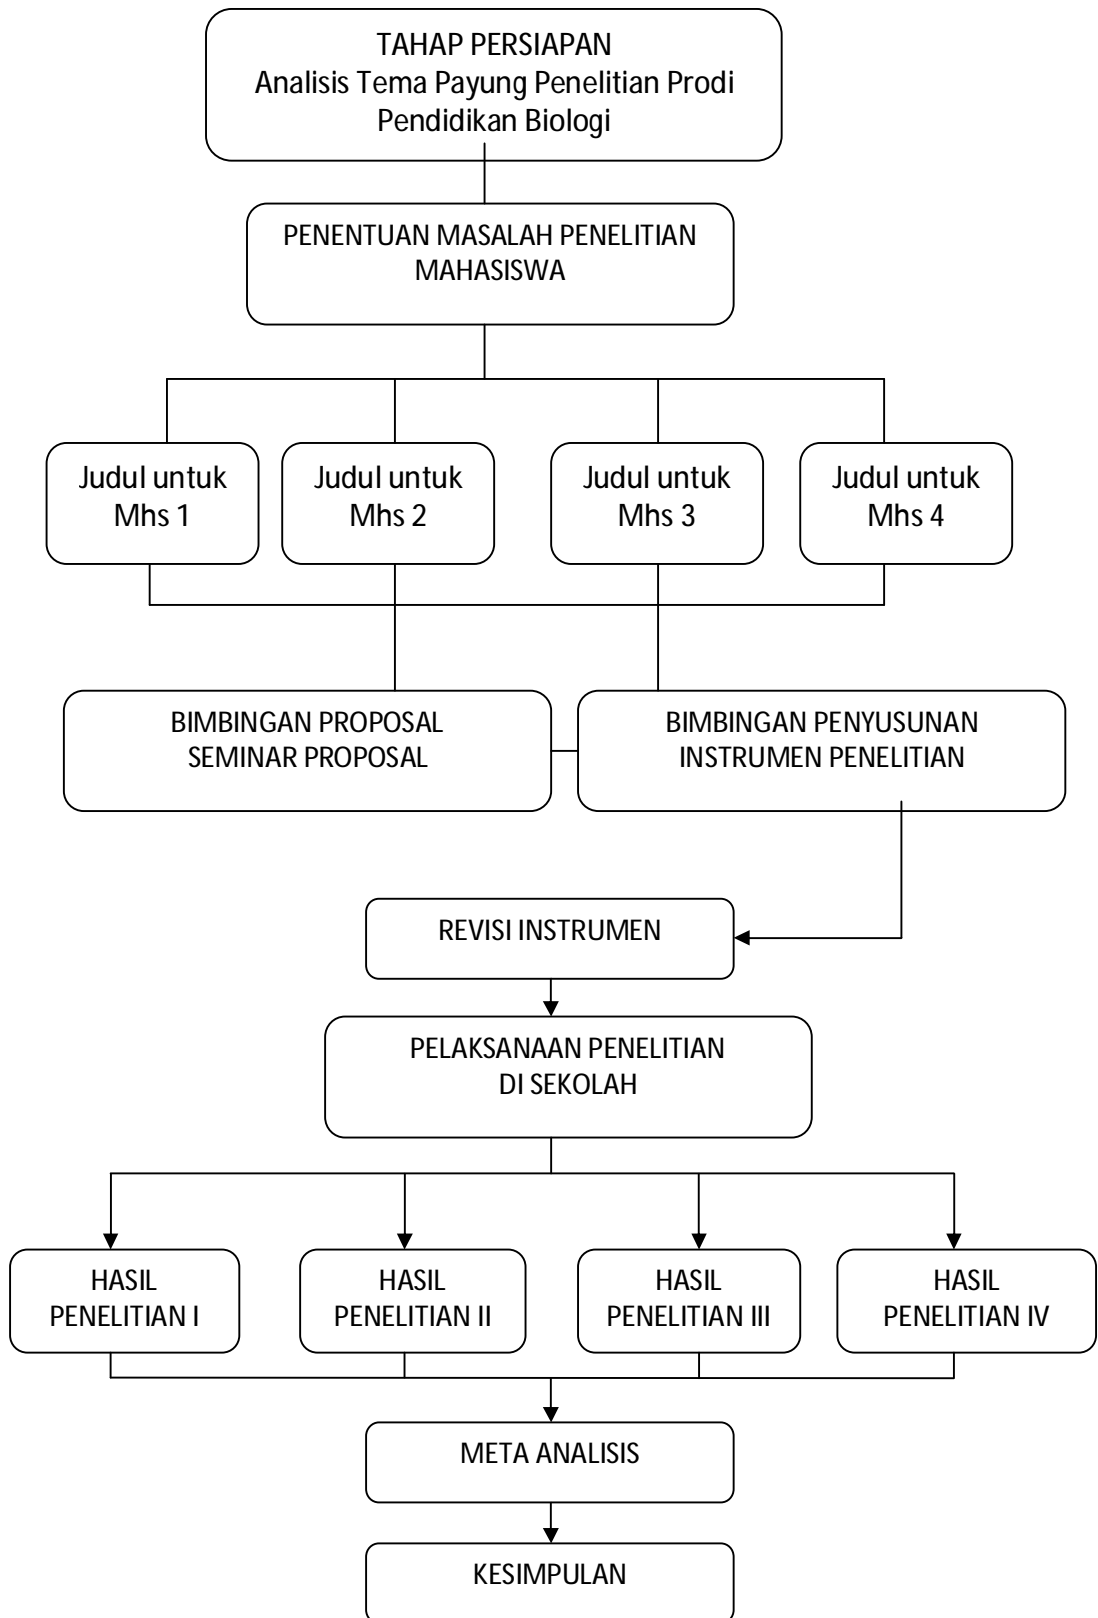 TAHAP PERSIAPAN
Analisis Tema Payung Penelitian Prodi
Pendidikan Biologi
PENENTUAN MASALAH PENELITIAN
MAHASISWA
Judul untuk
Mhs 1
Judul untuk
Mhs 2
Judul untuk
Mhs 3
Judul untuk
Mhs 4
BIMBINGAN PROPOSAL
SEMINAR PROPOSAL
BIMBINGAN PENYUSUNAN
INSTRUMEN PENELITIAN
REVISI INSTRUMEN
PELAKSANAAN PENELITIAN
DI SEKOLAH
HASIL
PENELITIAN I
HASIL
PENELITIAN II
HASIL
PENELITIAN III
HASIL
PENELITIAN IV
META ANALISIS
KESIMPULAN